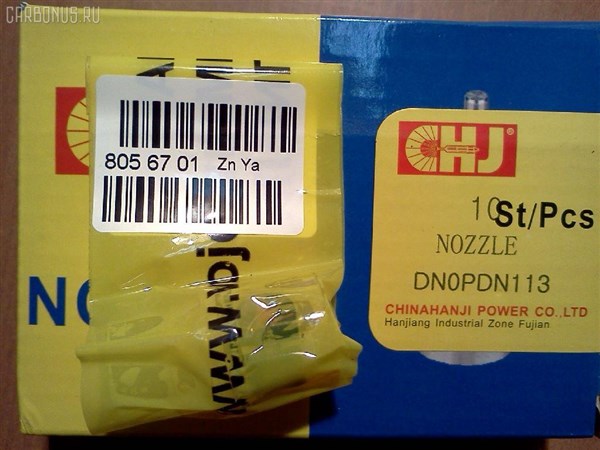 CARBONUS.RU
805 67 01 Zn Ya
www.
CHJ®
10 St/Pcs
NOZZLE
DN0PDN113
CHINAHANJI POWER CO.,LTD
Hanjiang Industrial Zone Fujian